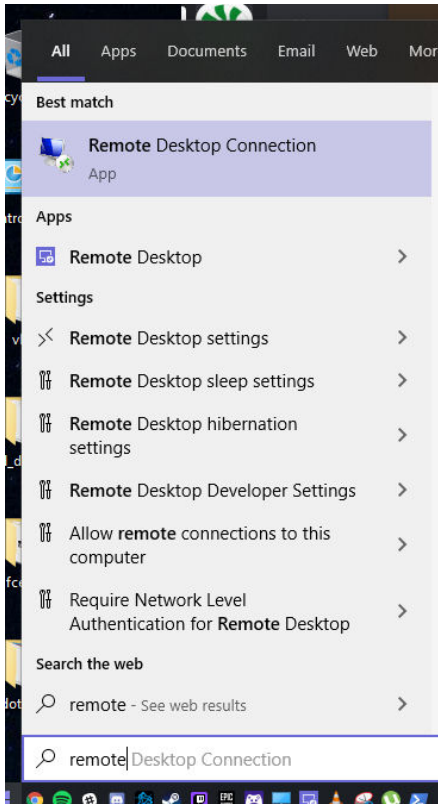 All Apps Documents Email Web Mor
Best match
Remote Desktop Connection
App
Apps
Remote Desktop
Settings
Remote Desktop settings
Remote Desktop sleep settings
Remote Desktop hibernation
settings
Remote Desktop Developer Settings
Allow remote connections to this
computer
Require Network Level
Authentication for Remote Desktop
Search the web
remote - See web results
remote Desktop Connection
EPIC